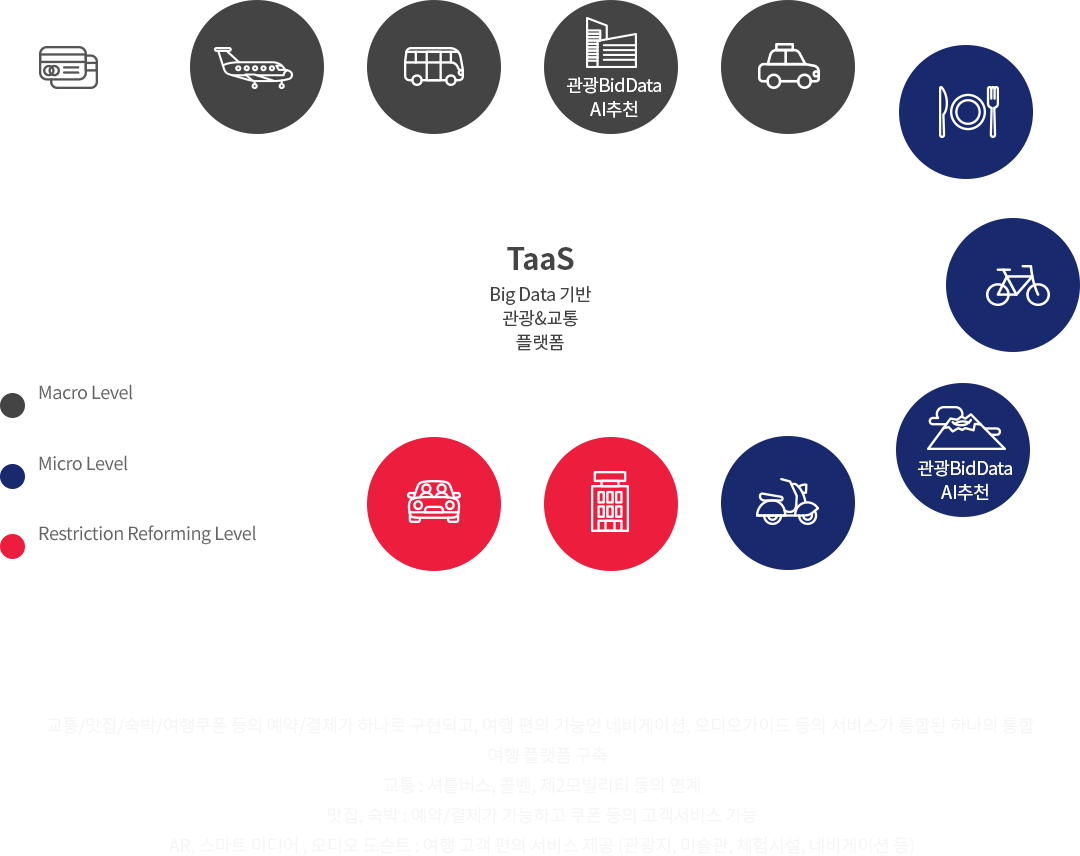 관광BidData
AI추천
TaaS
Big Data 기반
관광&교통
플랫폼
Macro Level
Micro Level
관광BidData
AI추천
Restriction Reforming Level
교통/맛집/숙박/여행쿠폰 등의 예약/결제가 하나로 구현되고, 여행 편의 기능인 네비게이션, 오디오가이드 등의 서비스가 통합된 하나의 통합
여행 플랫폼 구축
교통 : 셔틀버스, 콜벤, 제2모빌리티 등의 연계
맛집, 숙박 : 예약/결제가 가능하고 쿠폰 등의 고객서비스 기능
AR, 스마트 미디어 , 오디오 도슨트 : 여행 고객 편의 서비스 제공 (관광지, 미술관, 체험시설, 네비게이션 등)